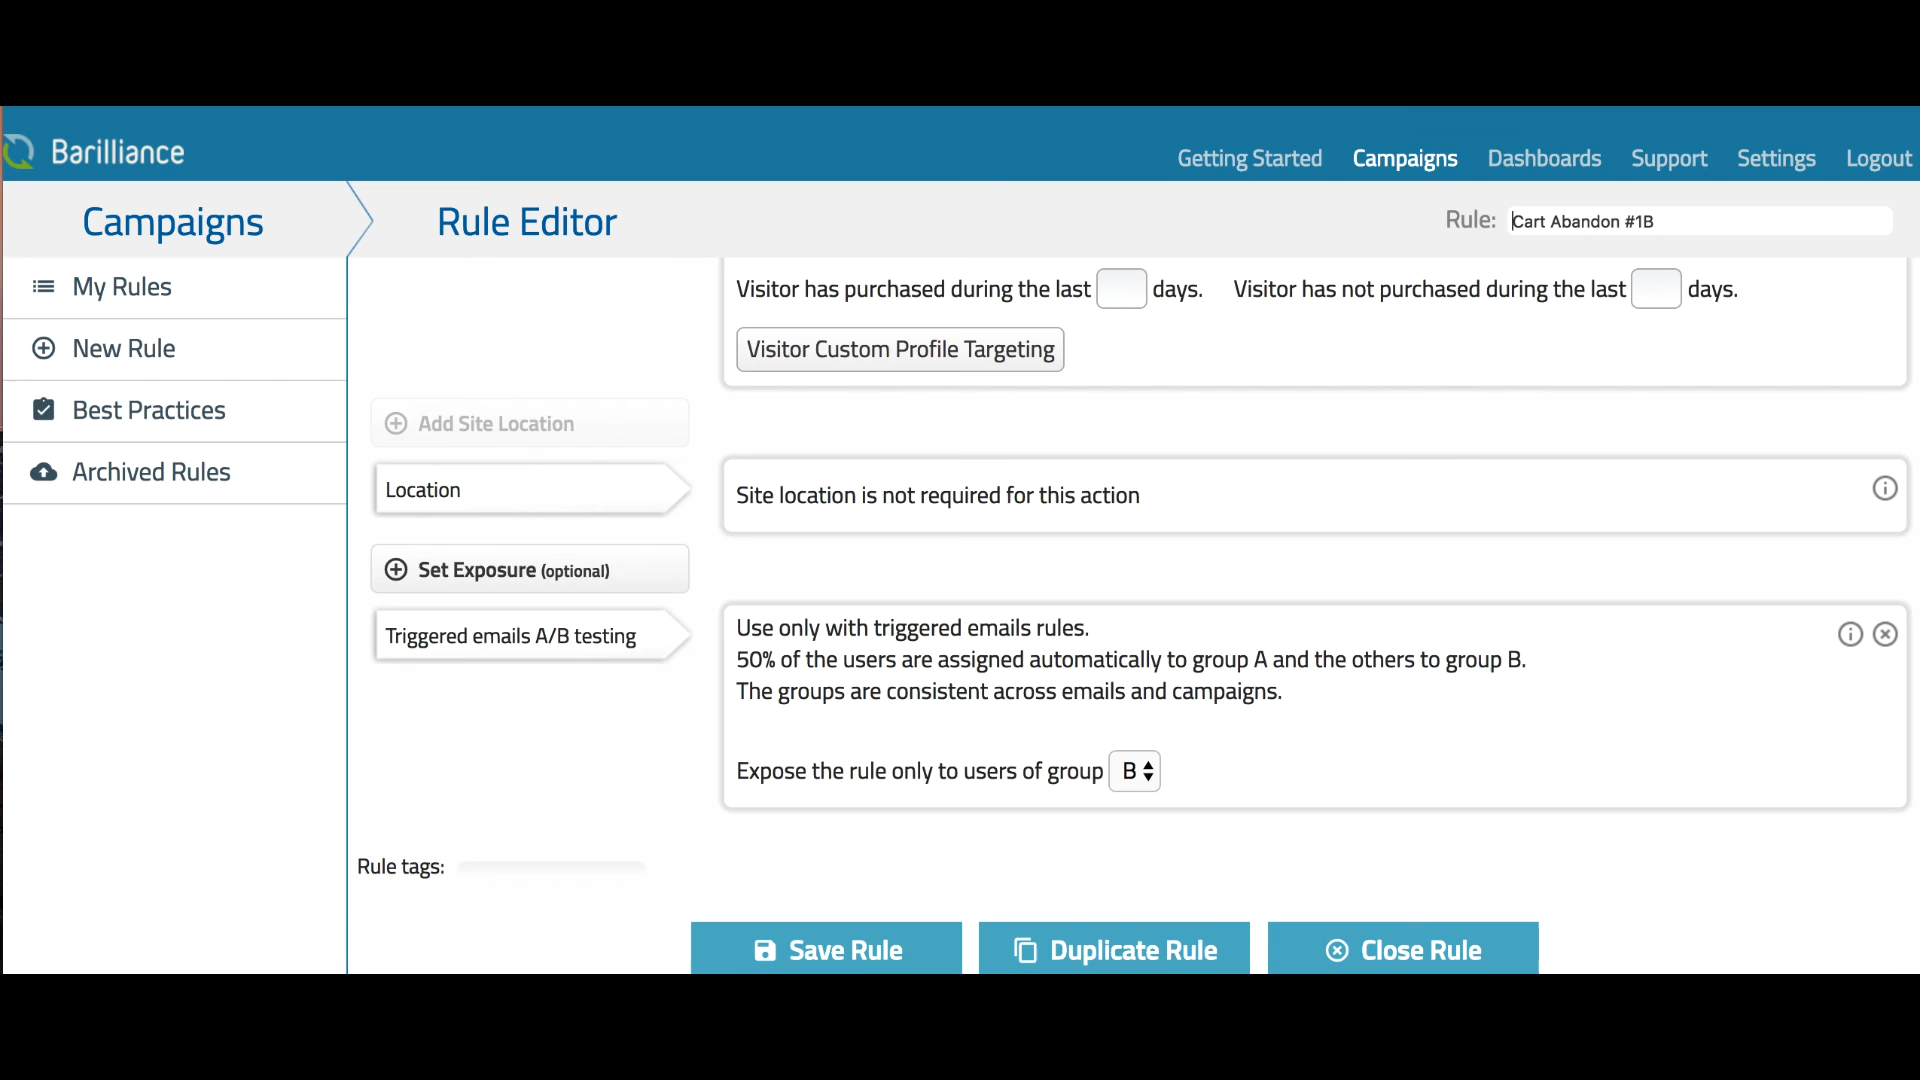 Barilliance
Getting Started Campaigns Dashboards Support Settings Logout
Campaigns
Rule Editor
Rule: Cart Abandon #1B
My Rules
New Rule
Best Practices
Archived Rules
Visitor has purchased during the last days. Visitor has not purchased during the last days.
Visitor Custom Profile Targeting
Add Site Location
Location
Site location is not required for this action
Set Exposure (optional)
Triggered emails A/B testing
Use only with triggered emails rules.
50% of the users are assigned automatically to group A and the others to group B.
The groups are consistent across emails and campaigns.
Expose the rule only to users of group B
Rule tags:
Save Rule Duplicate Rule Close Rule